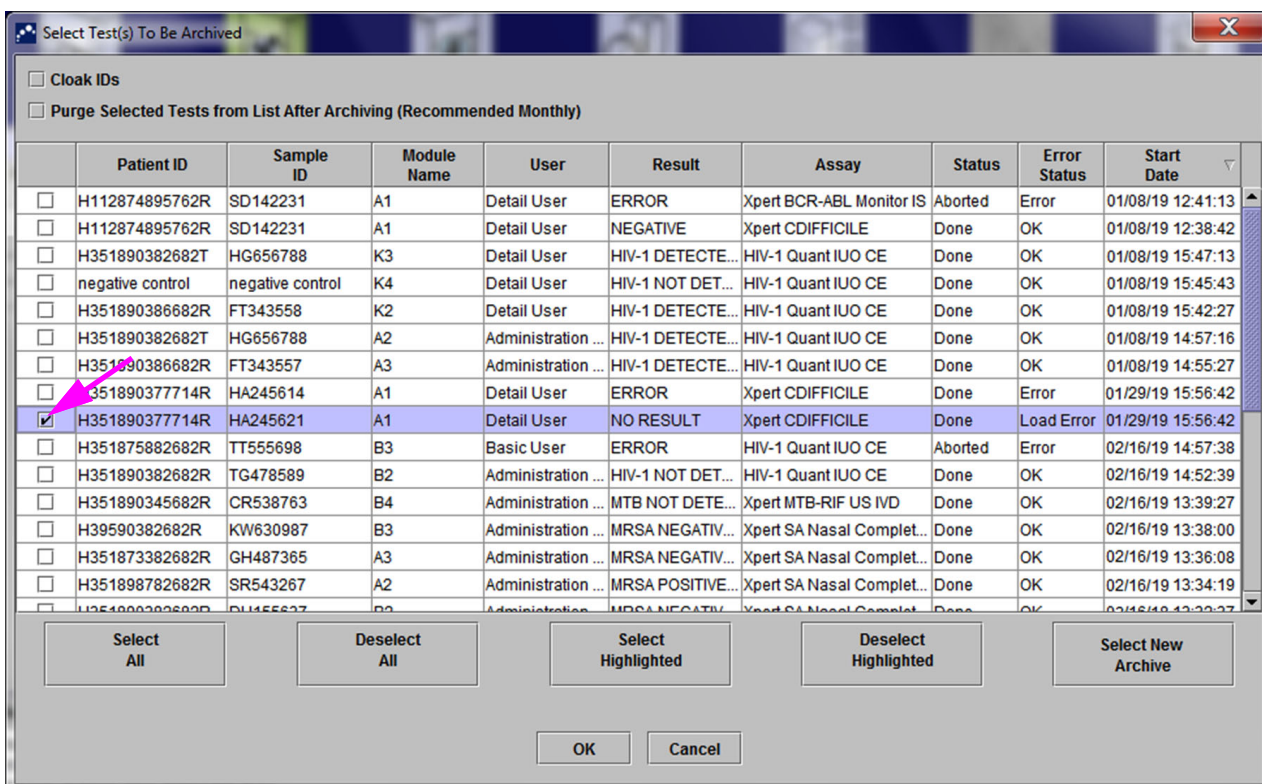 Select Test(s) To Be Archived
Cloak IDs
Purge Selected Tests from List After Archiving (Recommended Monthly)
Patient ID Sample ID Module Name User Result Assay Status Error Status Start Date
H112874895762R SD142231 A1 Detail User ERROR Xpert BCR-ABL Monitor IS Aborted Error 01/08/19 12:41:13
H112874895762R SD142231 A1 Detail User NEGATIVE Xpert CDIFFICILE Done OK 01/08/19 12:38:42
H351890382682T HG656788 K3 Detail User HIV-1 DETECTE... HIV-1 Quant IUO CE Done OK 01/08/19 15:47:13
negative control negative control K4 Detail User HIV-1 NOT DET... HIV-1 Quant IUO CE Done OK 01/08/19 15:45:43
H351890386682R FT343558 K2 Detail User HIV-1 DETECTE... HIV-1 Quant IUO CE Done OK 01/08/19 15:42:27
H351890382682T HG656788 A2 Administration ... HIV-1 DETECTE... HIV-1 Quant IUO CE Done OK 01/08/19 14:57:16
H351890386682R FT343557 A3 Administration ... HIV-1 DETECTE... HIV-1 Quant IUO CE Done OK 01/08/19 14:55:27
H351890377714R HA245614 A1 Detail User ERROR Xpert CDIFFICILE Done Error 01/29/19 15:56:42
H351890377714R HA245621 A1 Detail User NO RESULT Xpert CDIFFICILE Done Load Error 01/29/19 15:56:42
H351875882682R TT555698 B3 Basic User ERROR HIV-1 Quant IUO CE Aborted Error 02/16/19 14:57:38
H351890382682R TG478589 B2 Administration ... HIV-1 NOT DET... HIV-1 Quant IUO CE Done OK 02/16/19 14:52:39
H351890345682R CR538763 B4 Administration ... MTB NOT DETE... Xpert MTB-RIF US IVD Done OK 02/16/19 13:39:27
H39590382682R KW630987 B3 Administration ... MRSA NEGATIV... Xpert SA Nasal Complet... Done OK 02/16/19 13:38:00
H351873382682R GH487365 A3 Administration ... MRSA NEGATIV... Xpert SA Nasal Complet... Done OK 02/16/19 13:36:08
H351898782682R SR543267 A2 Administration ... MRSA POSITIVE... Xpert SA Nasal Complet... Done OK 02/16/19 13:34:19
Select All Deselect All Select Highlighted Deselect Highlighted Select New Archive
OK Cancel